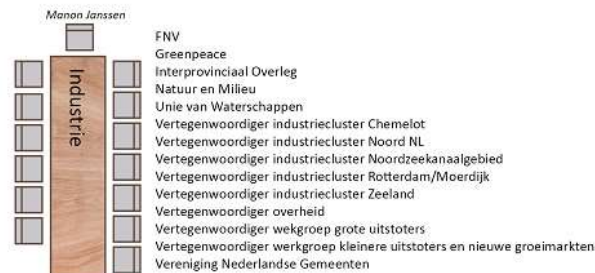 Manon Janssen
Industrie
FNV
Greenpeace
Interprovinciaal Overleg
Natuur en Milieu
Unie van Waterschappen
Vertegenwoordiger industriecluster Chemelot
Vertegenwoordiger industriecluster Noord NL
Vertegenwoordiger industriecluster Noordzeekanaalgebied
Vertegenwoordiger industriecluster Rotterdam/Moerdijk
Vertegenwoordiger industriecluster Zeeland
Vertegenwoordiger overheid
Vertegenwoordiger wekgroep grote uitstoters
Vertegenwoordiger werkgroep kleinere uitstoters en nieuwe groeimarkten
Vereniging Nederlandse Gemeenten